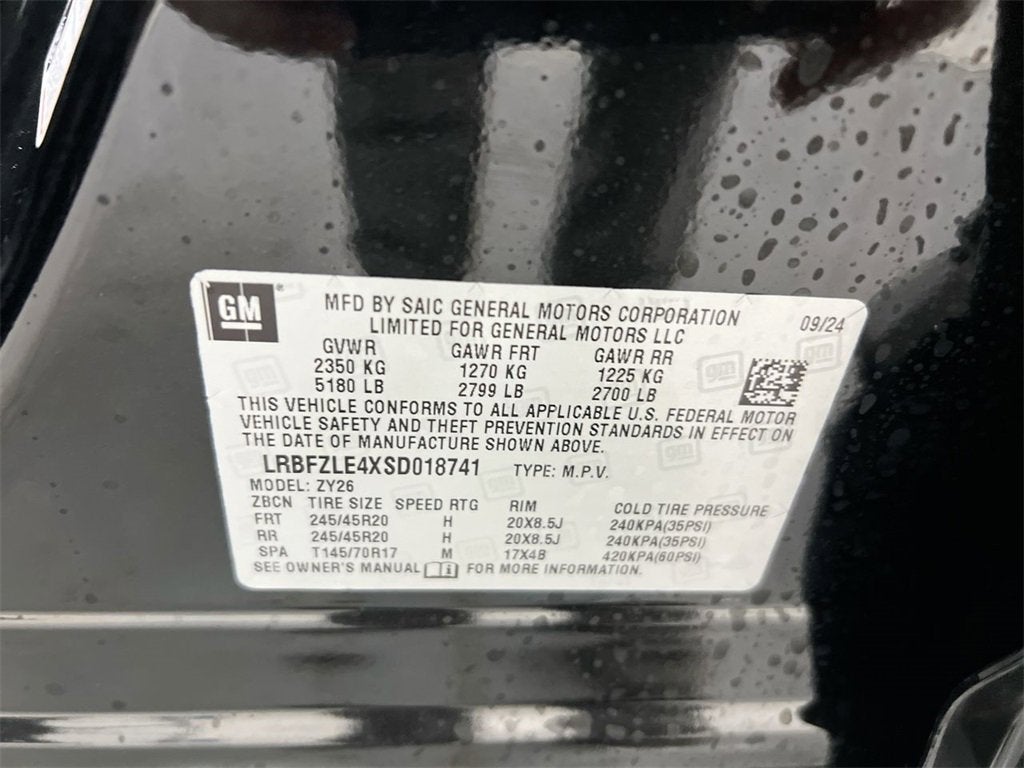 GM
MFD BY SAIC GENERAL MOTORS CORPORATION 09/24
LIMITED FOR GENERAL MOTORS LLC
GVWR GAWR FRT GAWR RR
2350 KG 1270 KG 1225 KG
5180 LB 2799 LB 2700 LB
THIS VEHICLE CONFORMS TO ALL APPLICABLE U.S. FEDERAL MOTOR
VEHICLE SAFETY AND THEFT PREVENTION STANDARDS IN EFFECT ON
THE DATE OF MANUFACTURE SHOWN ABOVE.
LRBFZLE4XSD018741 TYPE: M.P.V.
MODEL: ZY26
ZBCN TIRE SIZE SPEED RTG RIM COLD TIRE PRESSURE
FRT 245/45R20 H 20X8.5J 240KPA(35PSI)
RR 245/45R20 H 20X8.5J 240KPA(35PSI)
SPA T145/70R17 M 17X4B 420KPA(60PSI)
SEE OWNER'S MANUAL FOR MORE INFORMATION.